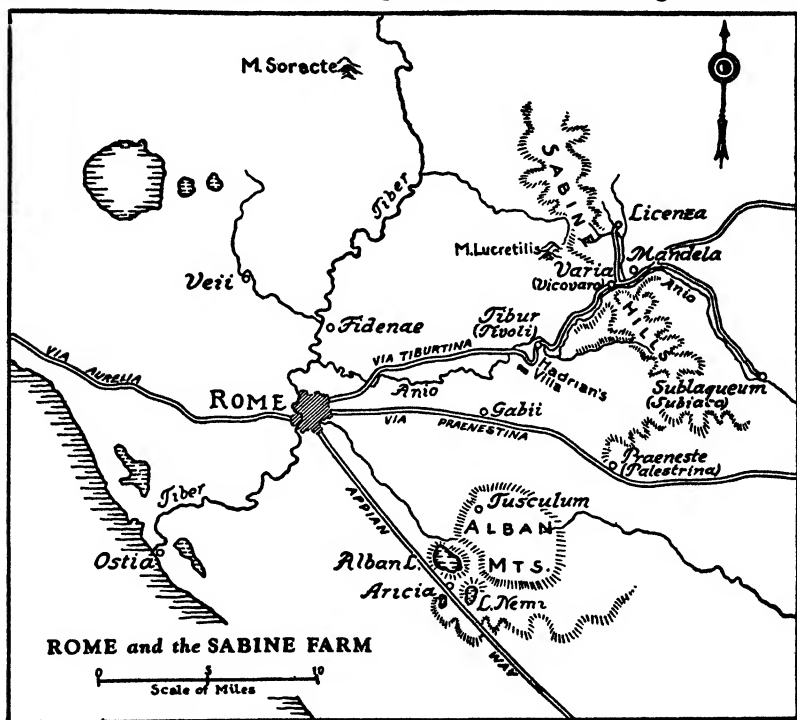 M. Soracte
SABINE
Tiber
Licenza
M. Lucretilis
Mandela
Varia
(Vicovaro)
Anio
Veii
HILLS
Tibur
(Tivoli)
Fidenae
VIA TIBURTINA
VIA AURELIA
Hadrian's
Villa
Sublaqueum
(Subiaco)
Anio
ROME
Gabii
VIA PRAENESTINA
Praeneste
(Palestrina)
Tiber
APPIAN WAY
Tusculum
ALBAN
MTS.
Ostia
Alban L.
Aricia
L. Nemi
ROME and the SABINE FARM
0 5 10
Scale of Miles